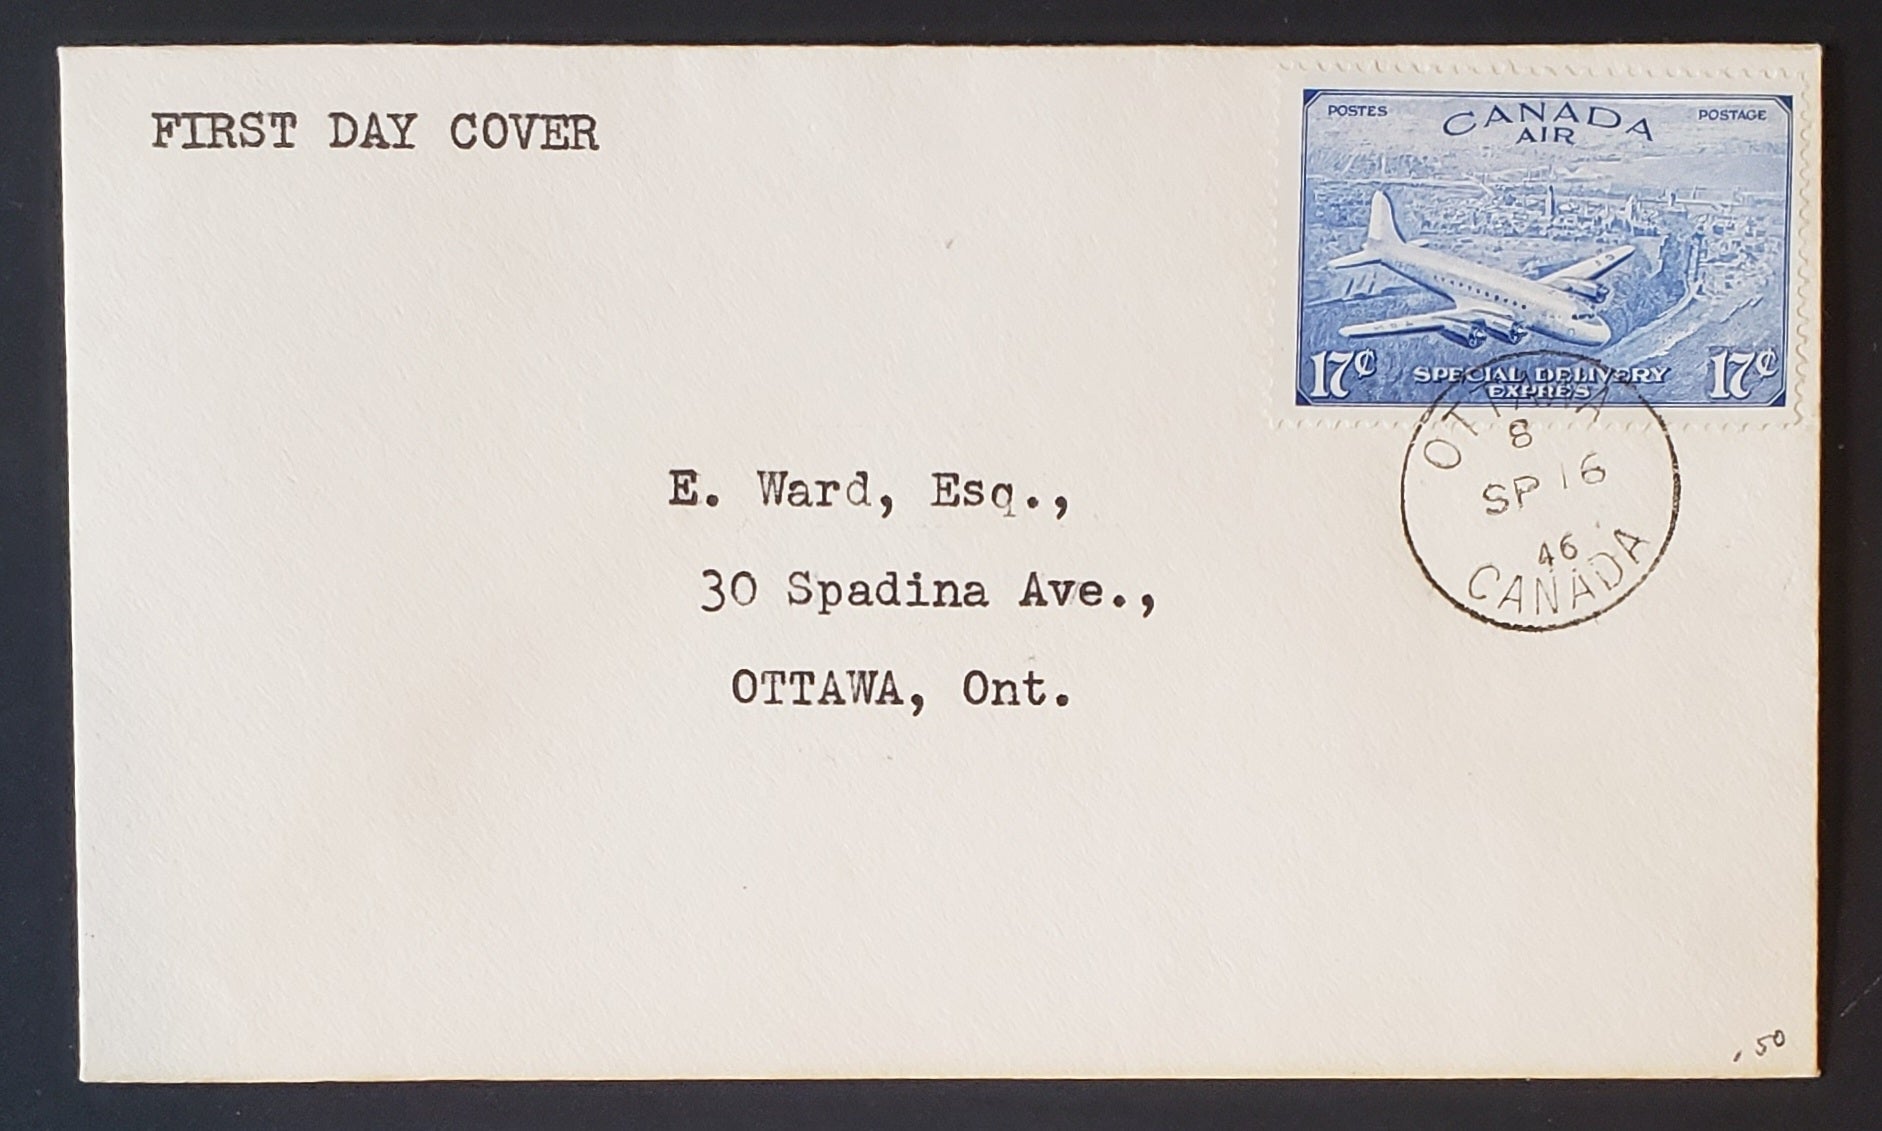 FIRST DAY COVER
POSTES CANADA POSTAGE
AIR
17¢ SPECIAL DELIVERY 17¢
EXPRES
OTTAWA
8
SP 16
46
CANADA
E. Ward, Esq.,
30 Spadina Ave.,
OTTAWA, Ont.
.50